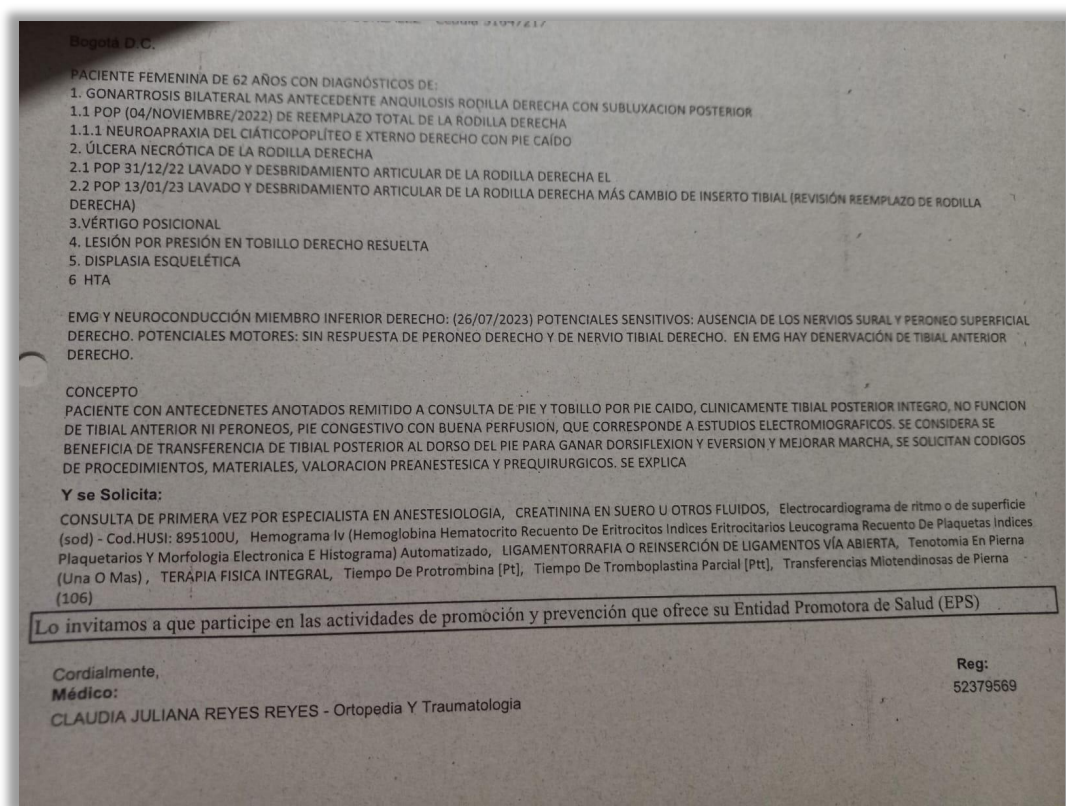 Bogotá D.C.
PACIENTE FEMENINA DE 62 AÑOS CON DIAGNÓSTICOS DE:
1. GONARTROSIS BILATERAL MAS ANTECEDENTE ANQUILOSIS RODILLA DERECHA CON SUBLUXACION POSTERIOR
1.1 POP (04/NOVIEMBRE/2022) DE REEMPLAZO TOTAL DE LA RODILLA DERECHA
1.1.1 NEUROAPRAXIA DEL CIÁTICOPOPLÍTEO E XTERNO DERECHO CON PIE CAÍDO
2. ÚLCERA NECRÓTICA DE LA RODILLA DERECHA
2.1 POP 31/12/22 LAVADO Y DESBRIDAMIENTO ARTICULAR DE LA RODILLA DERECHA EL
2.2 POP 13/01/23 LAVADO Y DESBRIDAMIENTO ARTICULAR DE LA RODILLA DERECHA MÁS CAMBIO DE INSERTO TIBIAL (REVISIÓN REEMPLAZO DE RODILLA
DERECHA)
3.VÉRTIGO POSICIONAL
4. LESIÓN POR PRESIÓN EN TOBILLO DERECHO RESUELTA
5. DISPLASIA ESQUELÉTICA
6 HTA
EMG Y NEUROCONDUCCIÓN MIEMBRO INFERIOR DERECHO: (26/07/2023) POTENCIALES SENSITIVOS: AUSENCIA DE LOS NERVIOS SURAL Y PERONEO SUPERFICIAL
DERECHO. POTENCIALES MOTORES: SIN RESPUESTA DE PERONEO DERECHO Y DE NERVIO TIBIAL DERECHO. EN EMG HAY DENERVACIÓN DE TIBIAL ANTERIOR
DERECHO.
CONCEPTO
PACIENTE CON ANTECEDNETES ANOTADOS REMITIDO A CONSULTA DE PIE Y TOBILLO POR PIE CAIDO, CLINICAMENTE TIBIAL POSTERIOR INTEGRO, NO FUNCION
DE TIBIAL ANTERIOR NI PERONEOS, PIE CONGESTIVO CON BUENA PERFUSION, QUE CORRESPONDE A ESTUDIOS ELECTROMIOGRAFICOS. SE CONSIDERA SE
BENEFICIA DE TRANSFERENCIA DE TIBIAL POSTERIOR AL DORSO DEL PIE PARA GANAR DORSIFLEXION Y EVERSION Y MEJORAR MARCHA, SE SOLICITAN CODIGOS
DE PROCEDIMIENTOS, MATERIALES, VALORACION PREANESTESICA Y PREQUIRURGICOS. SE EXPLICA
Y se Solicita:
CONSULTA DE PRIMERA VEZ POR ESPECIALISTA EN ANESTESIOLOGIA, CREATININA EN SUERO U OTROS FLUIDOS, Electrocardiograma de ritmo o de superficie
(sod) - Cod.HUSI: 895100U, Hemograma Iv (Hemoglobina Hematocrito Recuento De Eritrocitos Indices Eritrocitarios Leucograma Recuento De Plaquetas Indices
Plaquetarios Y Morfologia Electronica E Histograma) Automatizado, LIGAMENTORRAFIA O REINSERCIÓN DE LIGAMENTOS VÍA ABIERTA, Tenotomia En Pierna
(Una O Mas) , TERAPIA FISICA INTEGRAL, Tiempo De Protrombina [Pt], Tiempo De Tromboplastina Parcial [Ptt], Transferencias Miotendinosas de Pierna
(106)
Lo invitamos a que participe en las actividades de promoción y prevención que ofrece su Entidad Promotora de Salud (EPS)
Cordialmente,
Médico:
CLAUDIA JULIANA REYES REYES - Ortopedia Y Traumatologia
Reg:
52379569